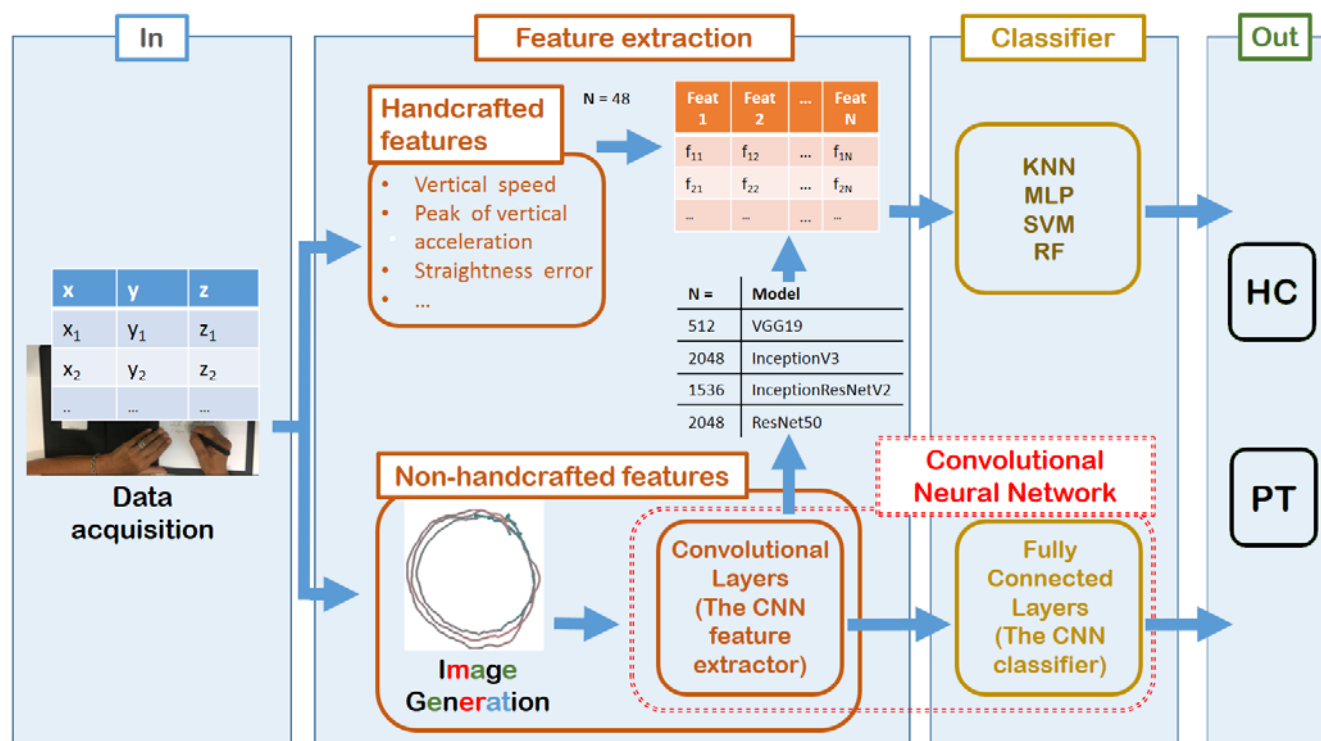 In
Feature extraction
Classifier
Out
Handcrafted
features
N = 48
• Vertical speed
• Peak of vertical
acceleration
• Straightness error
• ...
Feat 1 Feat 2 ... Feat N
f11 f12 ... f1N
f21 f22 ... f2N
... ... ... ...
KNN
MLP
SVM
RF
HC
PT
x y z
x1 y1 z1
x2 y2 z2
.. ... ...
Data
acquisition
N = Model
512 VGG19
2048 InceptionV3
1536 InceptionResNetV2
2048 ResNet50
Non-handcrafted features
Image
Generation
Convolutional
Layers
(The CNN
feature
extractor)
Convolutional
Neural Network
Fully
Connected
Layers
(The CNN
classifier)